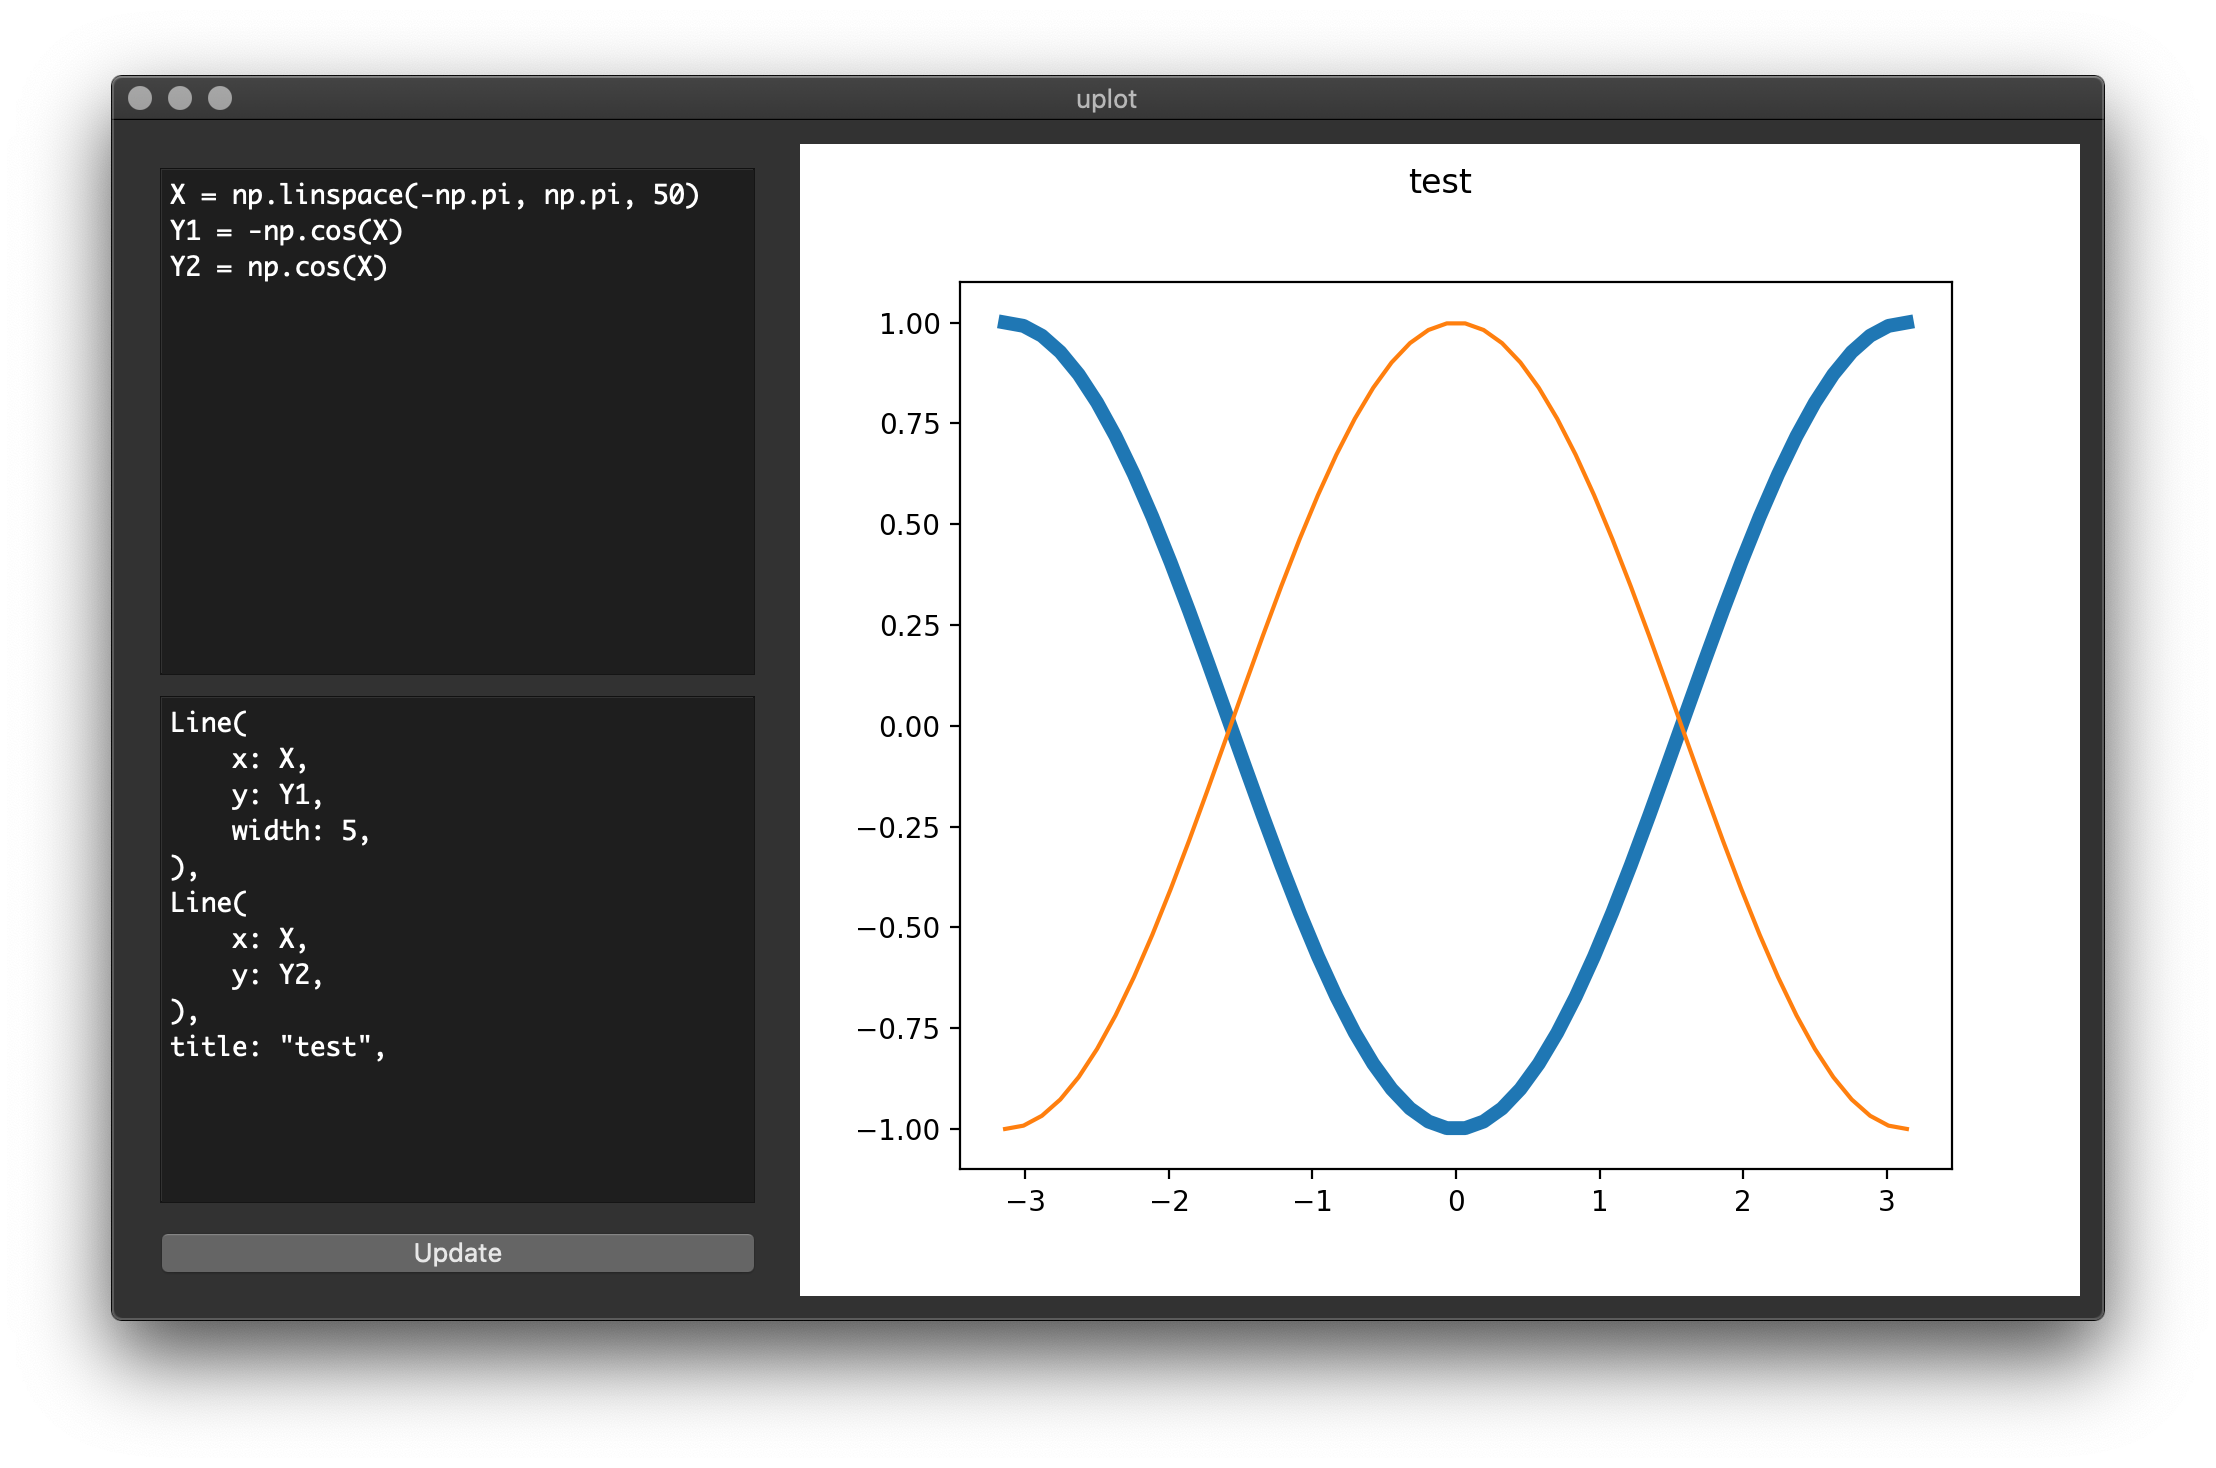 uplot
X = np.linspace(-np.pi, np.pi, 50)
Y1 = -np.cos(X)
Y2 = np.cos(X)
Line(
    x: X,
    y: Y1,
    width: 5,
),
Line(
    x: X,
    y: Y2,
),
title: "test",
Update
test
1.00
0.75
0.50
0.25
0.00
−0.25
−0.50
−0.75
−1.00
−3 −2 −1 0 1 2 3